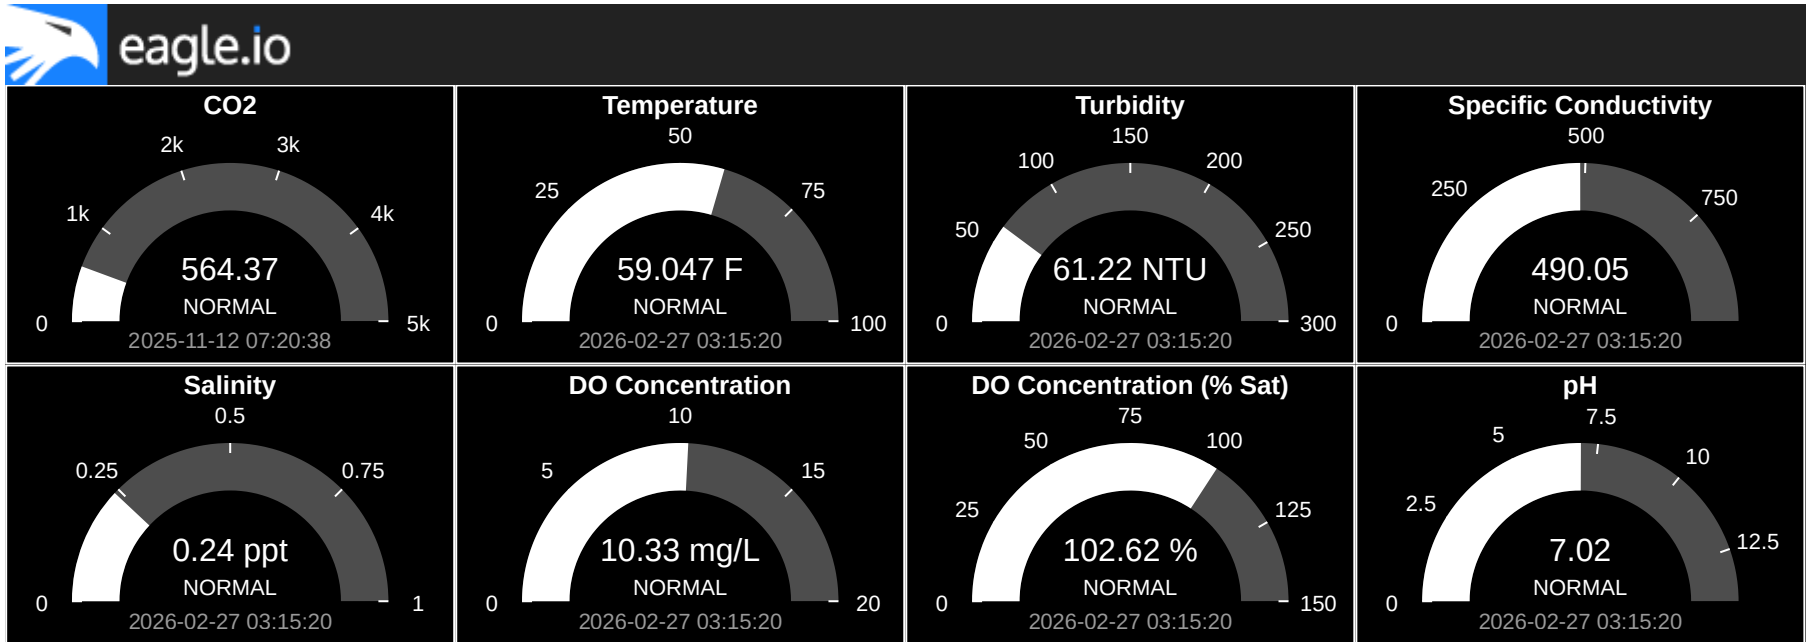 eagle.io
CO2
2k
3k
1k
4k
564.37
NORMAL
0
5k
2025-11-12 07:20:38
Temperature
50
25
75
59.047 F
NORMAL
0
100
2026-02-27 03:15:20
Turbidity
150
100
200
50
250
61.22 NTU
NORMAL
0
300
2026-02-27 03:15:20
Specific Conductivity
500
250
750
490.05
NORMAL
0
2026-02-27 03:15:20
Salinity
0.5
0.25
0.75
0.24 ppt
NORMAL
0
1
2026-02-27 03:15:20
DO Concentration
10
5
15
10.33 mg/L
NORMAL
0
20
2026-02-27 03:15:20
DO Concentration (% Sat)
75
50
100
25
125
102.62 %
NORMAL
0
150
2026-02-27 03:15:20
pH
7.5
5
10
2.5
12.5
7.02
NORMAL
0
2026-02-27 03:15:20